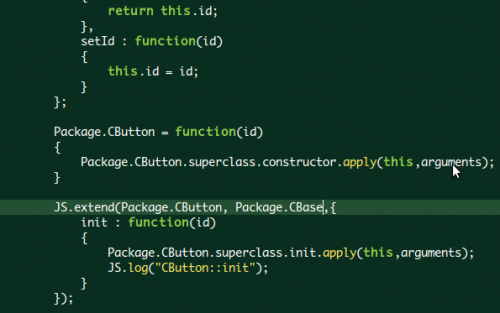 {
return this.id;
},
setId : function(id)
{
this.id = id;
}
};
Package.CButton = function(id)
{
Package.CButton.superclass.constructor.apply(this,arguments);
}
JS.extend(Package.CButton, Package.CBase,{
init : function(id)
{
Package.CButton.superclass.init.apply(this,arguments);
JS.log("CButton::init");
}
});